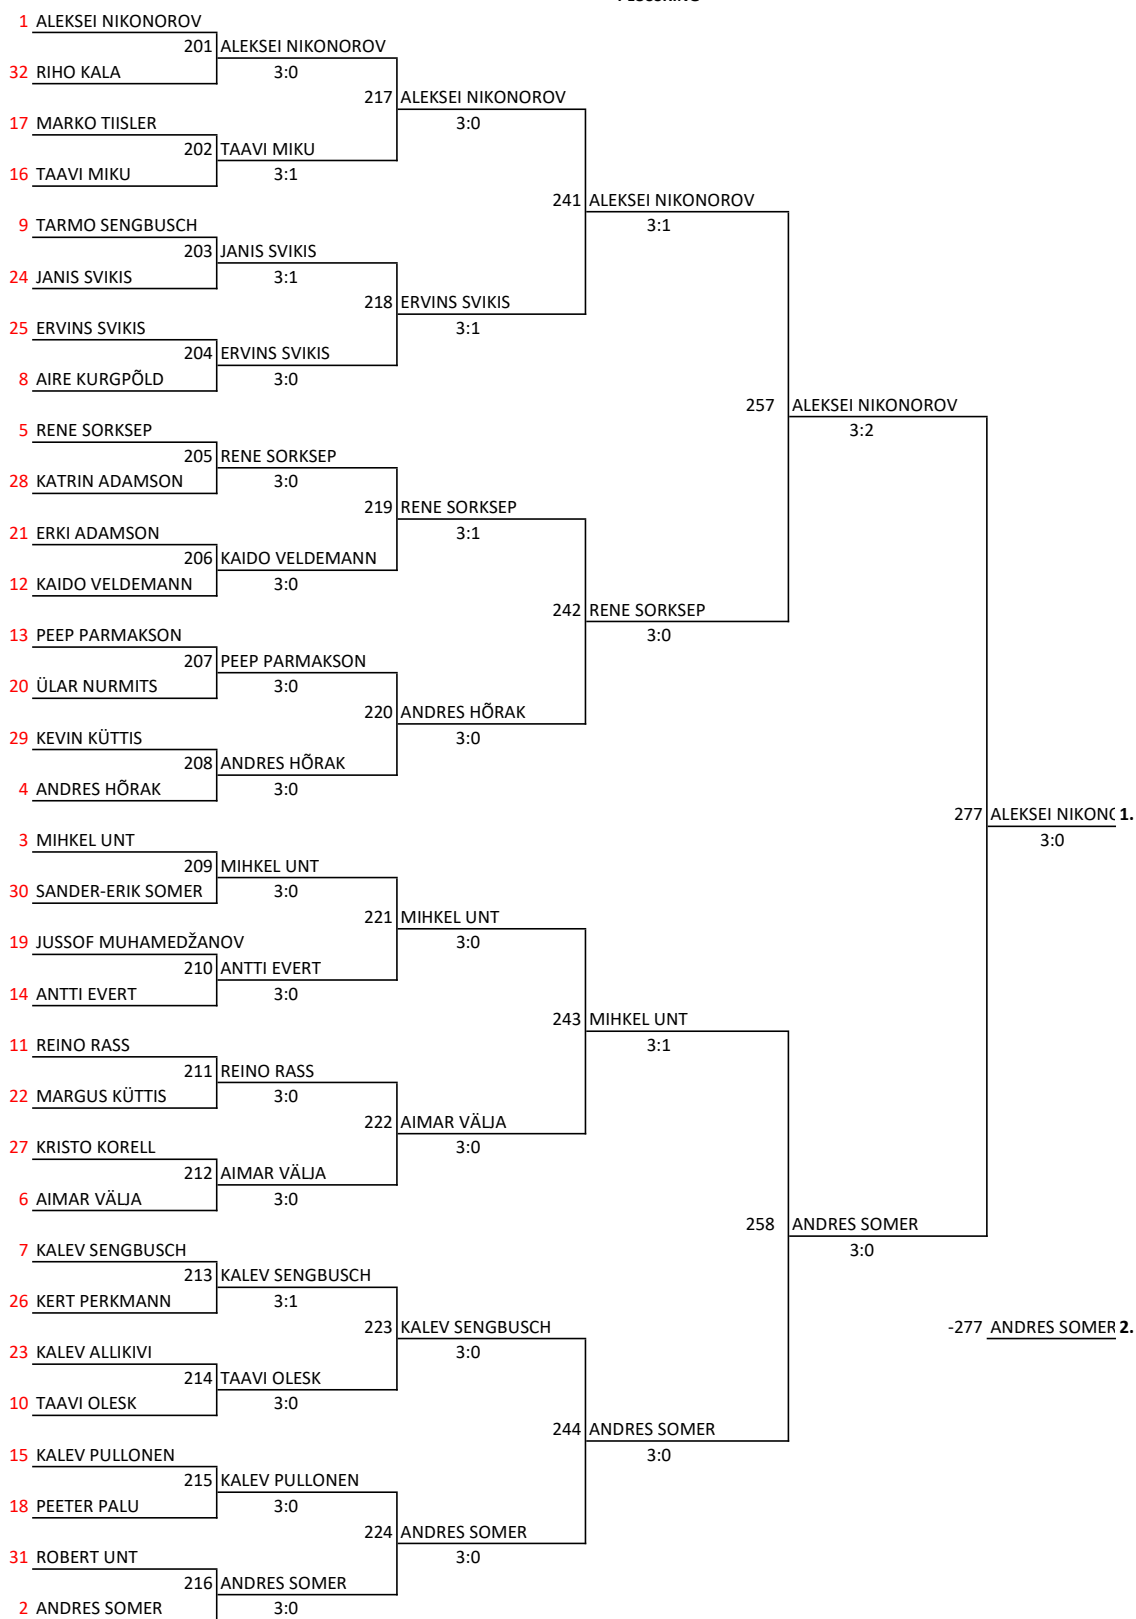 1 ALEKSEI NIKONOROV
201 ALEKSEI NIKONOROV
32 RIHO KALA
3:0
217 ALEKSEI NIKONOROV
17 MARKO TIISLER
3:0
202 TAAVI MIKU
16 TAAVI MIKU
3:1
241 ALEKSEI NIKONOROV
9 TARMO SENGBUSCH
3:1
203 JANIS SVIKIS
24 JANIS SVIKIS
3:1
218 ERVINS SVIKIS
25 ERVINS SVIKIS
3:1
204 ERVINS SVIKIS
8 AIRE KURGPÕLD
3:0
257 ALEKSEI NIKONOROV
5 RENE SORKSEP
3:2
205 RENE SORKSEP
28 KATRIN ADAMSON
3:0
219 RENE SORKSEP
21 ERKI ADAMSON
3:1
206 KAIDO VELDEMANN
12 KAIDO VELDEMANN
3:0
242 RENE SORKSEP
13 PEEP PARMAKSON
3:0
207 PEEP PARMAKSON
20 ÜLAR NURMITS
3:0
220 ANDRES HÕRAK
29 KEVIN KÜTTIS
3:0
208 ANDRES HÕRAK
4 ANDRES HÕRAK
3:0
277 ALEKSEI NIKONO 1.
3 MIHKEL UNT
3:0
209 MIHKEL UNT
30 SANDER-ERIK SOMER
3:0
221 MIHKEL UNT
19 JUSSOF MUHAMEDŽANOV
3:0
210 ANTTI EVERT
14 ANTTI EVERT
3:0
243 MIHKEL UNT
11 REINO RASS
3:1
211 REINO RASS
22 MARGUS KÜTTIS
3:0
222 AIMAR VÄLJA
27 KRISTO KORELL
3:0
212 AIMAR VÄLJA
6 AIMAR VÄLJA
3:0
258 ANDRES SOMER
7 KALEV SENGBUSCH
3:0
213 KALEV SENGBUSCH
26 KERT PERKMANN
3:1
223 KALEV SENGBUSCH
-277 ANDRES SOMER 2.
23 KALEV ALLIKIVI
3:0
214 TAAVI OLESK
10 TAAVI OLESK
3:0
244 ANDRES SOMER
15 KALEV PULLONEN
3:0
215 KALEV PULLONEN
18 PEETER PALU
3:0
224 ANDRES SOMER
31 ROBERT UNT
3:0
216 ANDRES SOMER
2 ANDRES SOMER
3:0